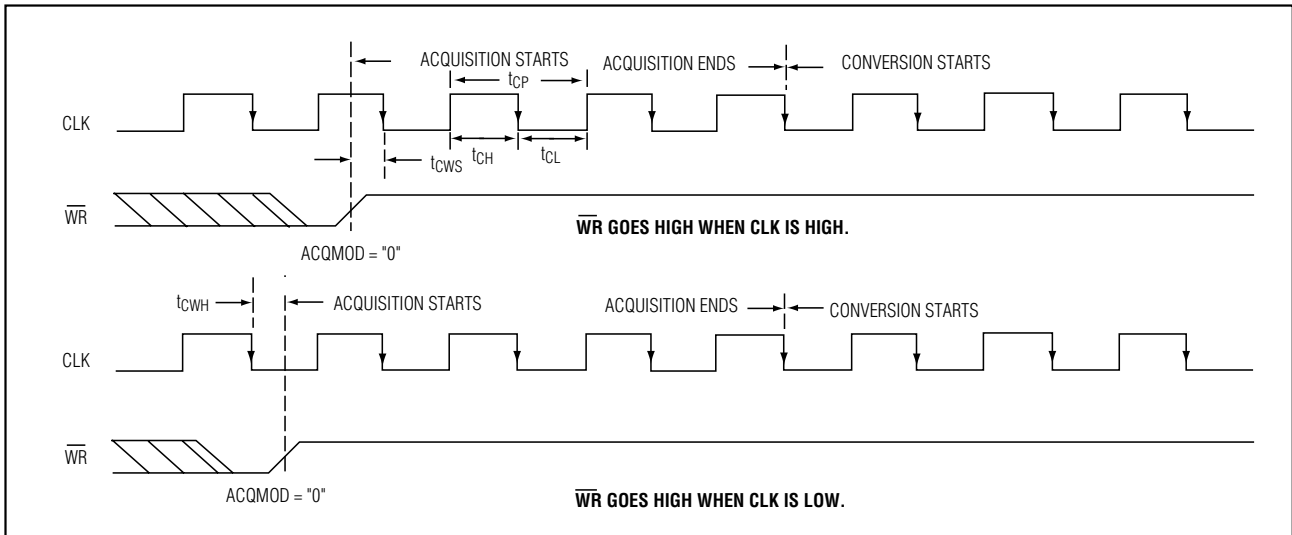 ACQUISITION STARTS
ACQUISITION ENDS
CONVERSION STARTS
tCP
CLK
tCWS
tCH
tCL
WR
WR GOES HIGH WHEN CLK IS HIGH.
ACQMOD = "0"
tCWH
ACQUISITION STARTS
ACQUISITION ENDS
CONVERSION STARTS
CLK
WR
ACQMOD = "0"
WR GOES HIGH WHEN CLK IS LOW.